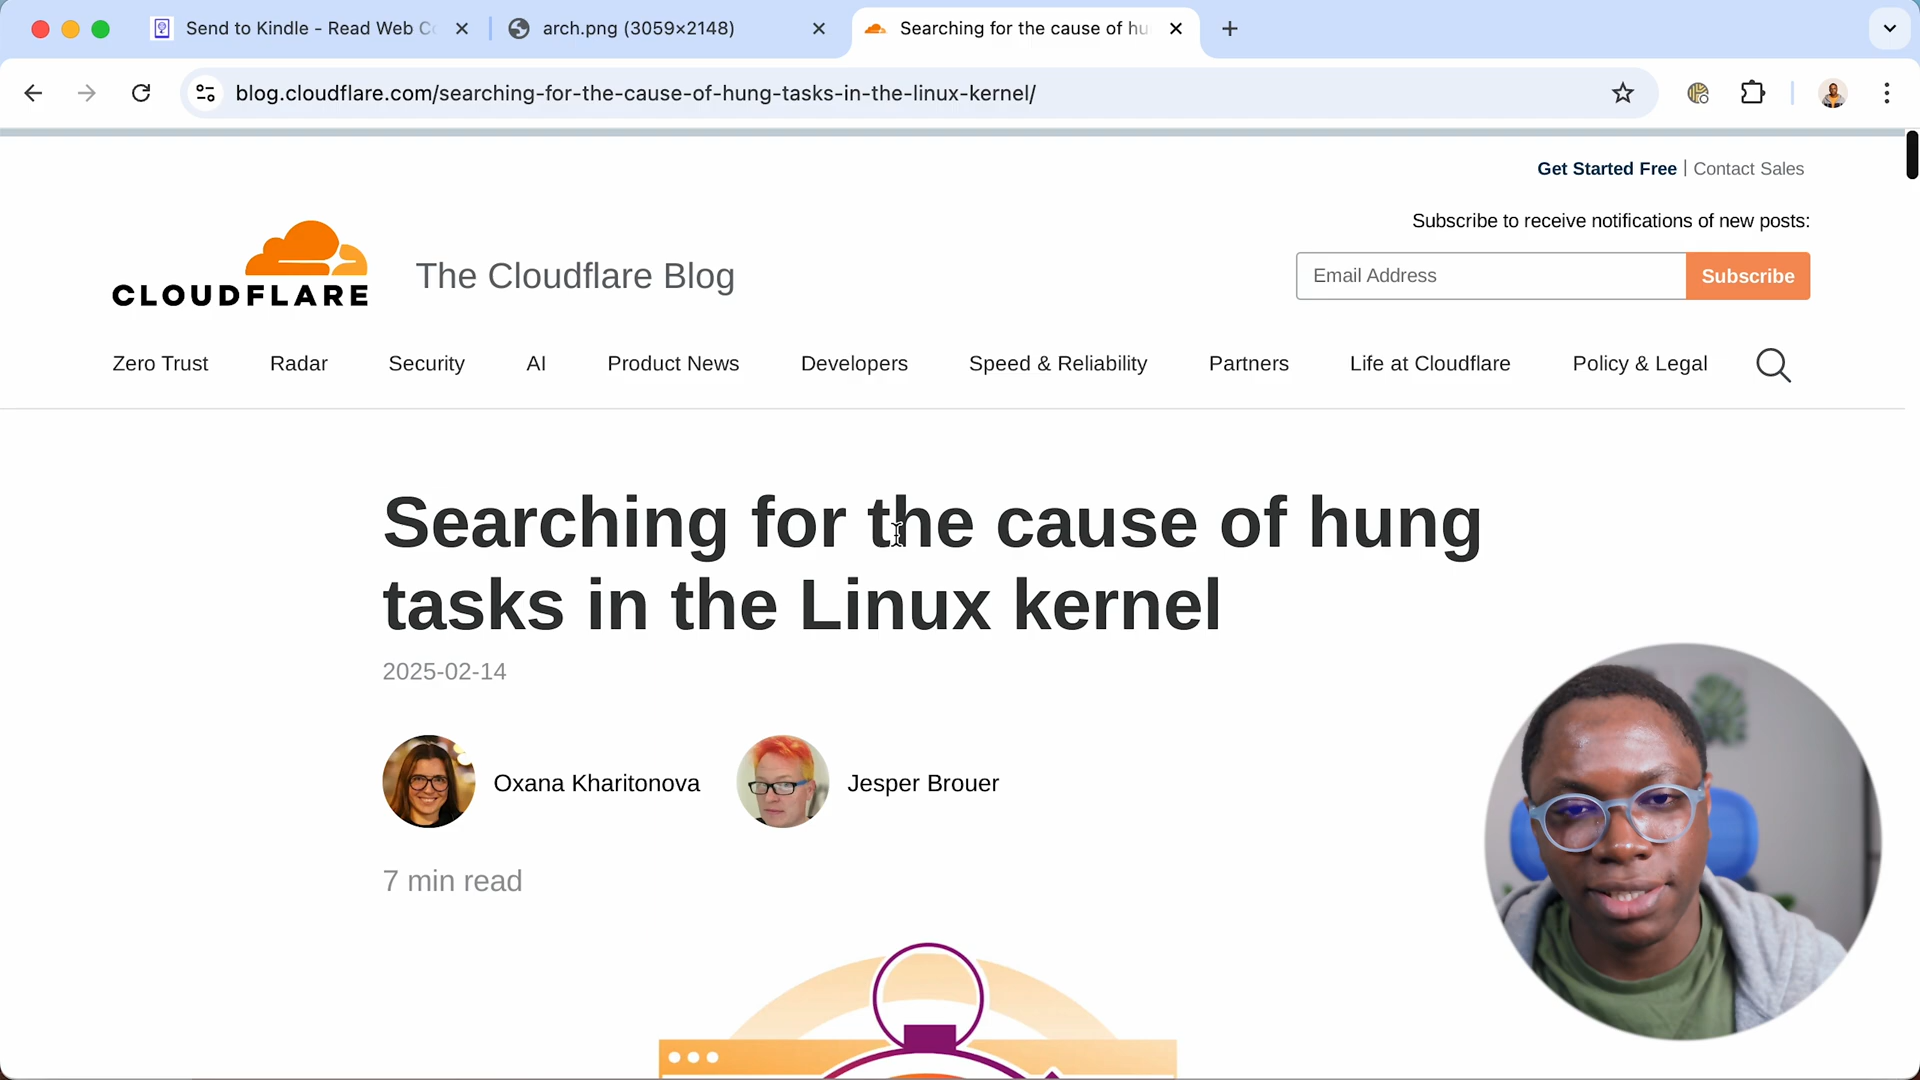 Send to Kindle - Read Web Co
arch.png (3059×2148)
Searching for the cause of hu
blog.cloudflare.com/searching-for-the-cause-of-hung-tasks-in-the-linux-kernel/
Get Started Free | Contact Sales
Subscribe to receive notifications of new posts:
CLOUDFLARE
The Cloudflare Blog
Email Address
Subscribe
Zero Trust
Radar
Security
AI
Product News
Developers
Speed & Reliability
Partners
Life at Cloudflare
Policy & Legal
Searching for the cause of hung
tasks in the Linux kernel
2025-02-14
Oxana Kharitonova
Jesper Brouer
7 min read